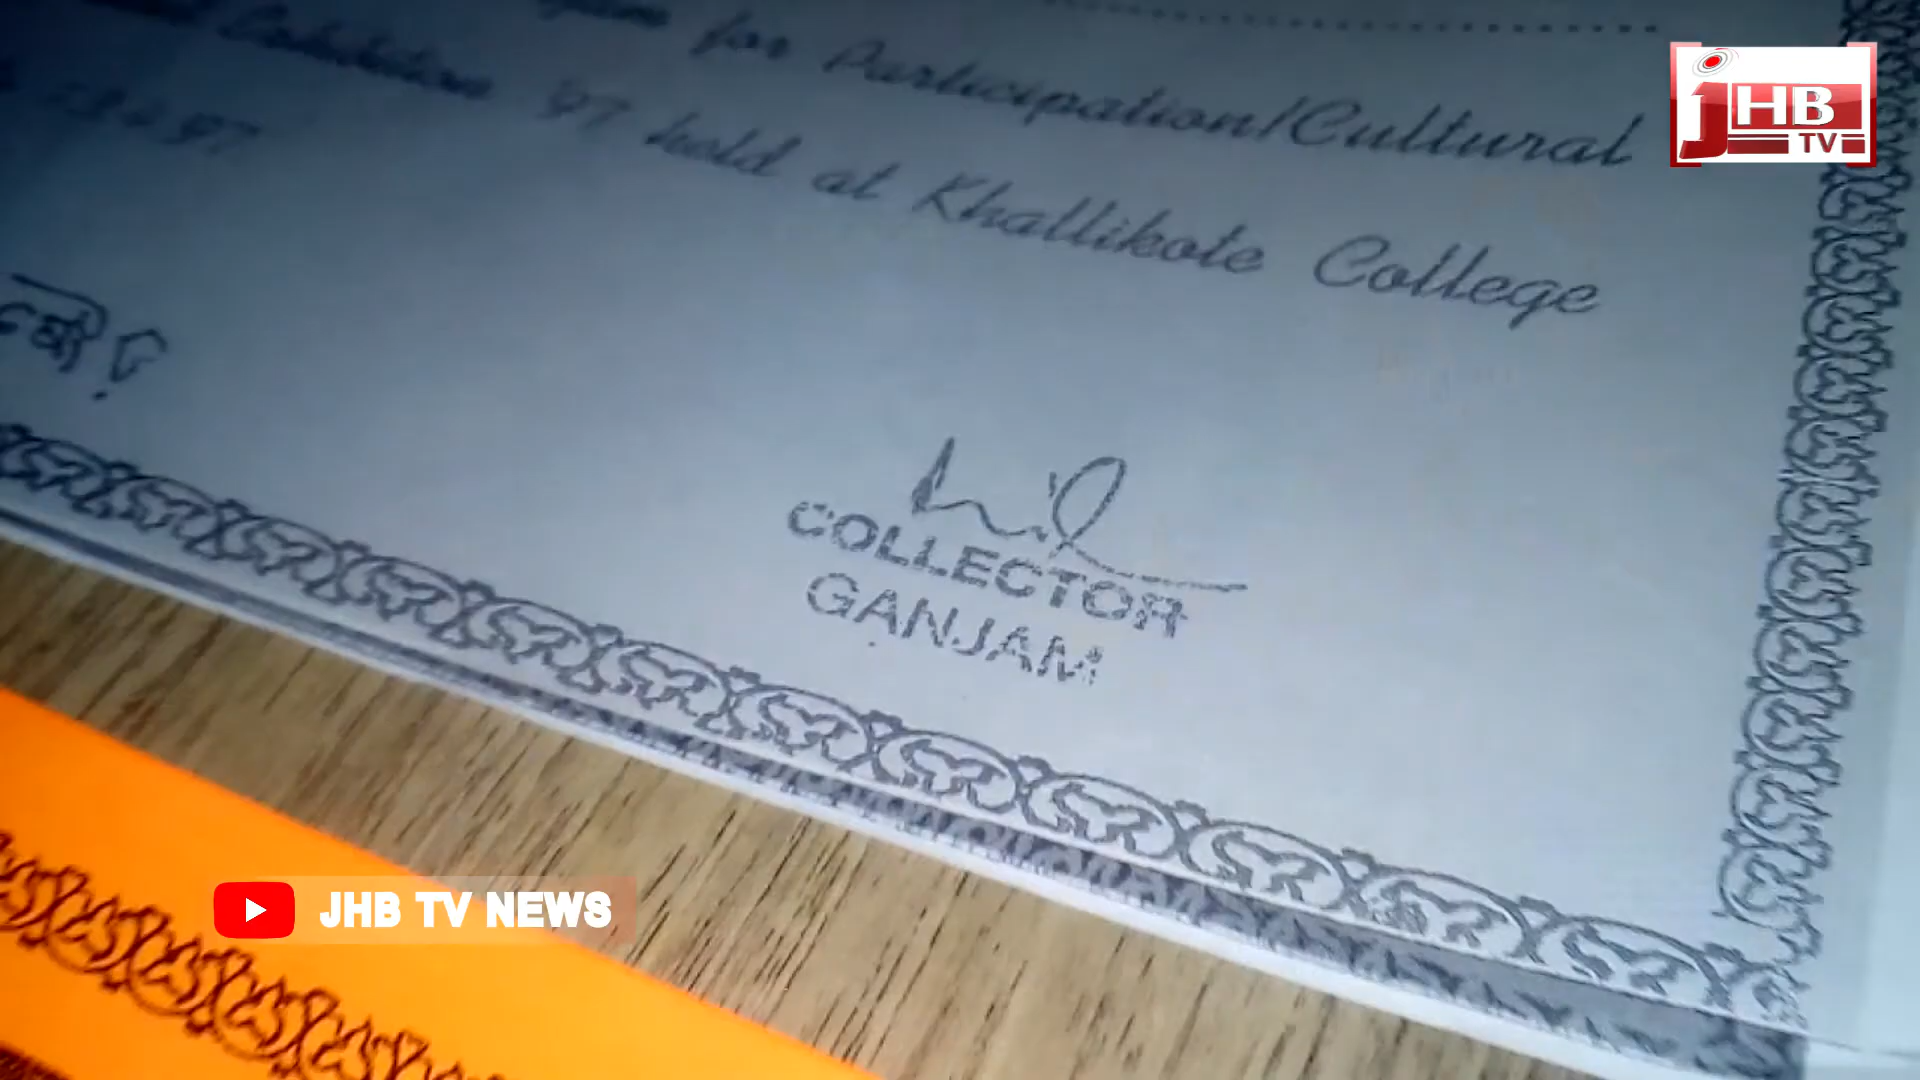 for Participation/Cultural
'97 held at Khallikote College
COLLECTOR
GANJAM
JHB
TV
JHB TV NEWS